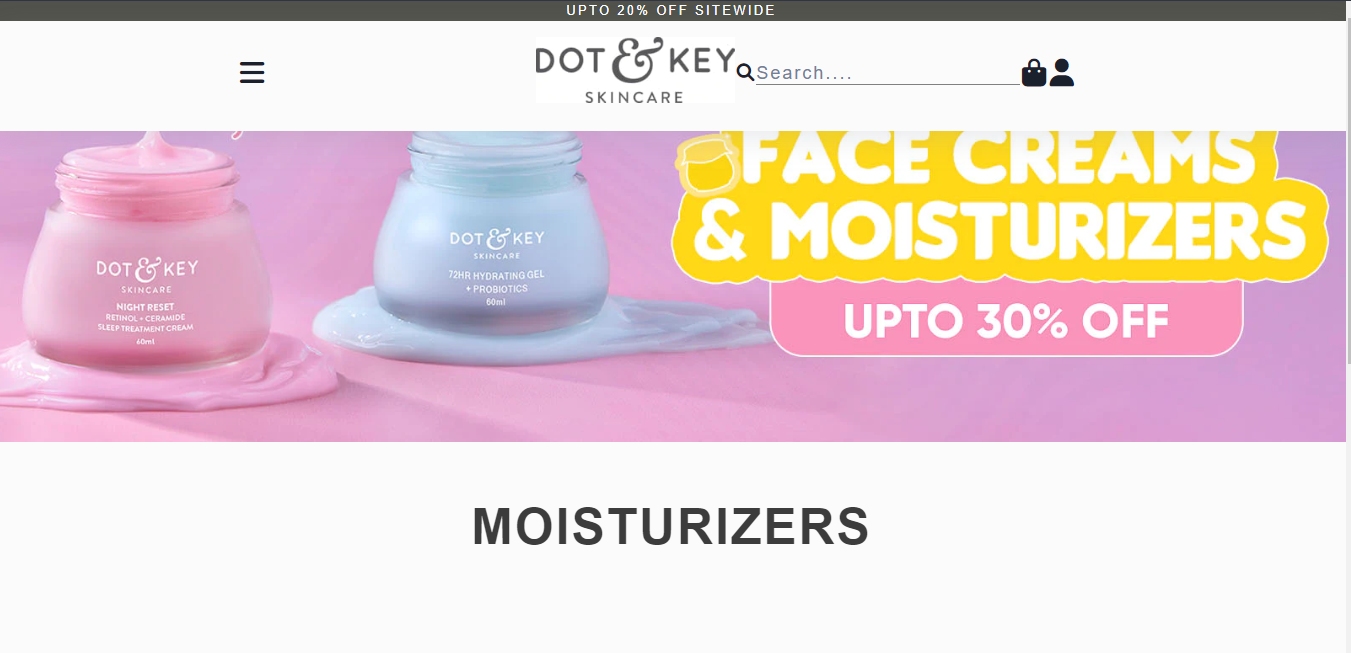 UPTO 20% OFF SITEWIDE
DOT & KEY
SKINCARE
Search....
FACE CREAMS
& MOISTURIZERS
UPTO 30% OFF
DOT & KEY
SKINCARE
72HR HYDRATING GEL
+ PROBIOTICS
60ml
DOT & KEY
SKINCARE
NIGHT RESET
RETINOL + CERAMIDE
SLEEP TREATMENT CREAM
60ml
MOISTURIZERS